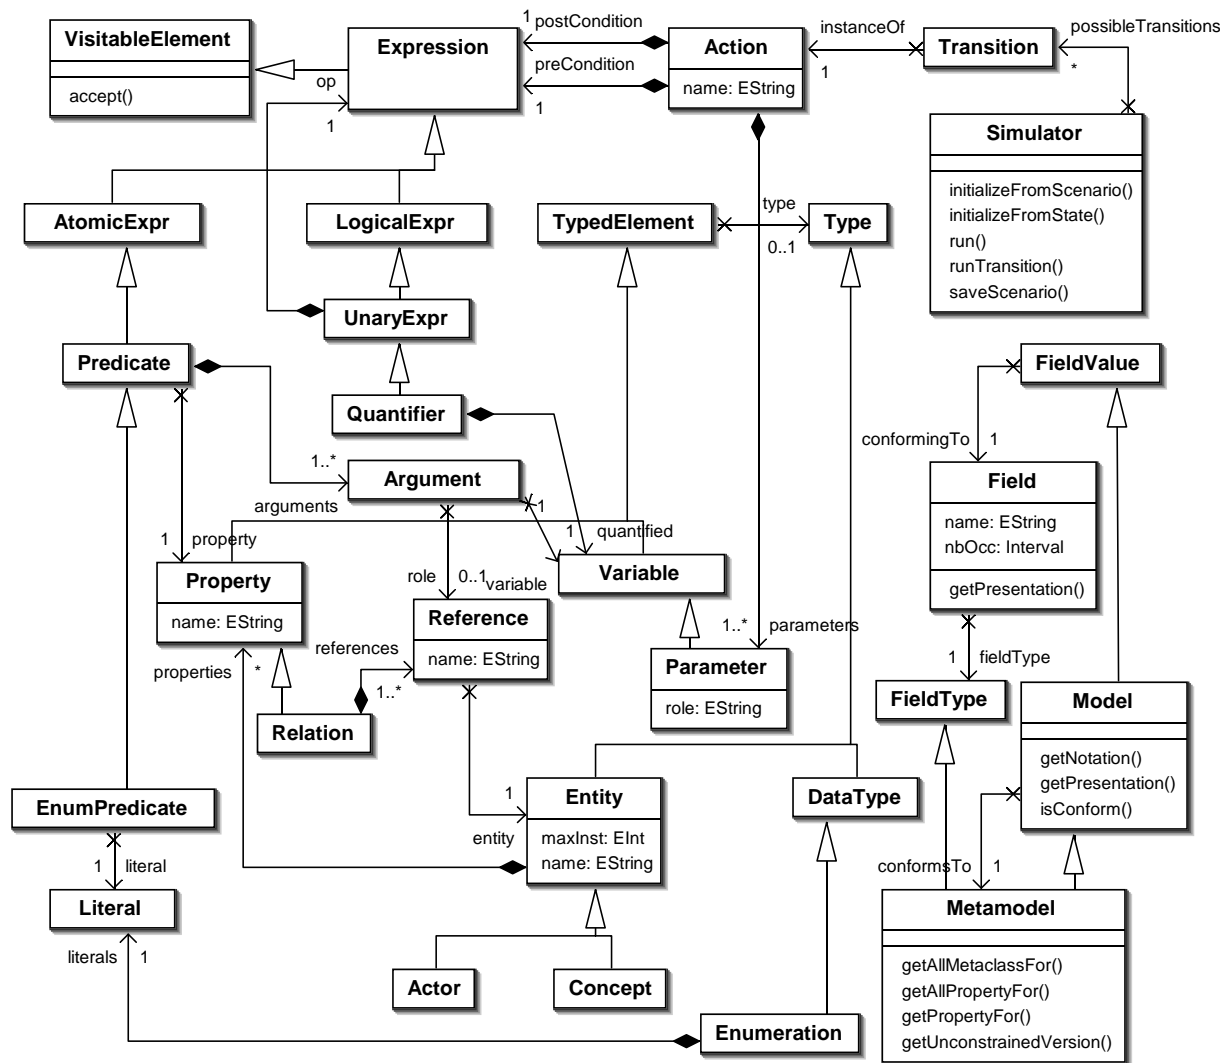 VisitableElement
accept()
Expression
op
1
1
postCondition
preCondition
1
Action
name: EString
instanceOf
1
Transition
possibleTransitions
*
Simulator
initializeFromScenario()
initializeFromState()
run()
runTransition()
saveScenario()
AtomicExpr
LogicalExpr
TypedElement
type
0..1
Type
UnaryExpr
Predicate
Quantifier
FieldValue
conformingTo
1
1..*
arguments
Argument
1
Field
name: EString
nbOcc: Interval
getPresentation()
1
property
1
quantified
Property
name: EString
role
0..1
variable
Variable
Reference
name: EString
properties
*
references
1..*
1..*
parameters
Parameter
role: EString
1
fieldType
FieldType
Model
getNotation()
getPresentation()
isConform()
Relation
EnumPredicate
1
entity
Entity
maxInst: EInt
name: EString
DataType
1
literal
Literal
conformsTo
1
Metamodel
getAllMetaclassFor()
getAllPropertyFor()
getPropertyFor()
getUnconstrainedVersion()
literals
1
Actor
Concept
Enumeration